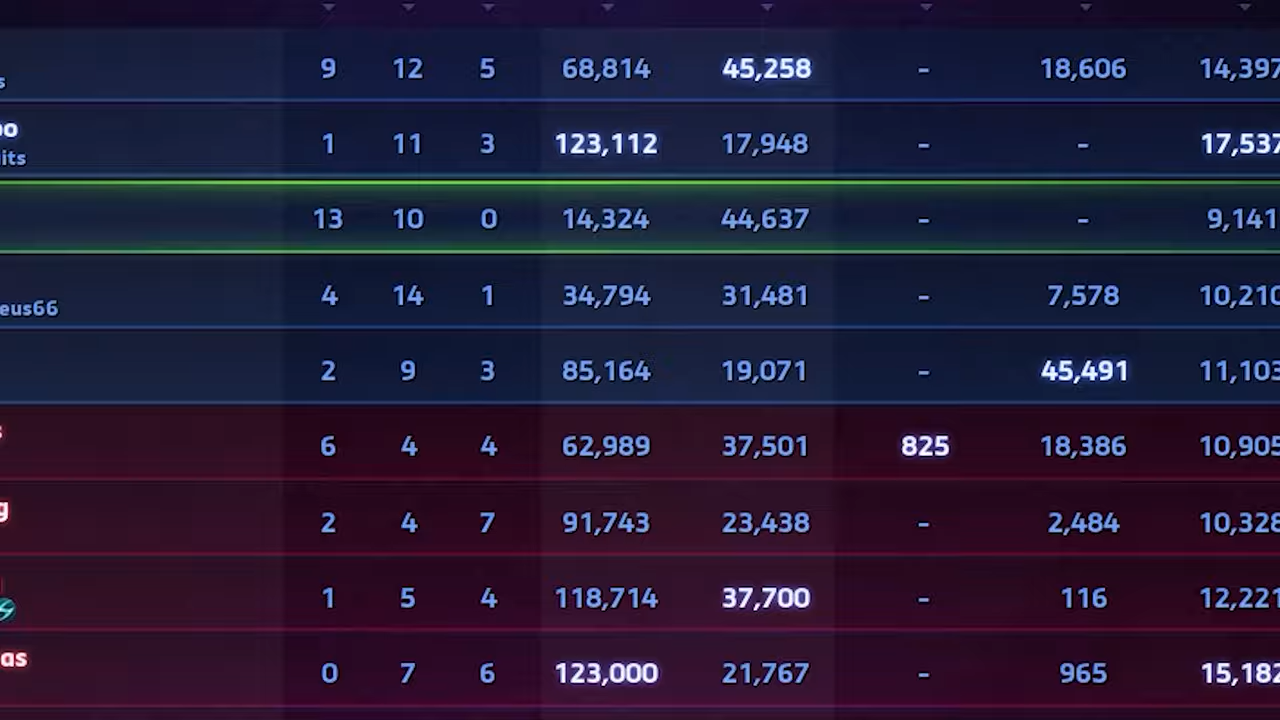 9 12 5 68,814 45,258 - 18,606 14,397
s
1 11 3 123,112 17,948 - - 17,537
13 10 0 14,324 44,637 - - 9,141
4 14 1 34,794 31,481 - 7,578 10,210
eus66
2 9 3 85,164 19,071 - 45,491 11,103
6 4 4 62,989 37,501 825 18,386 10,905
2 4 7 91,743 23,438 - 2,484 10,328
g
1 5 4 118,714 37,700 - 116 12,221
as
0 7 6 123,000 21,767 - 965 15,182